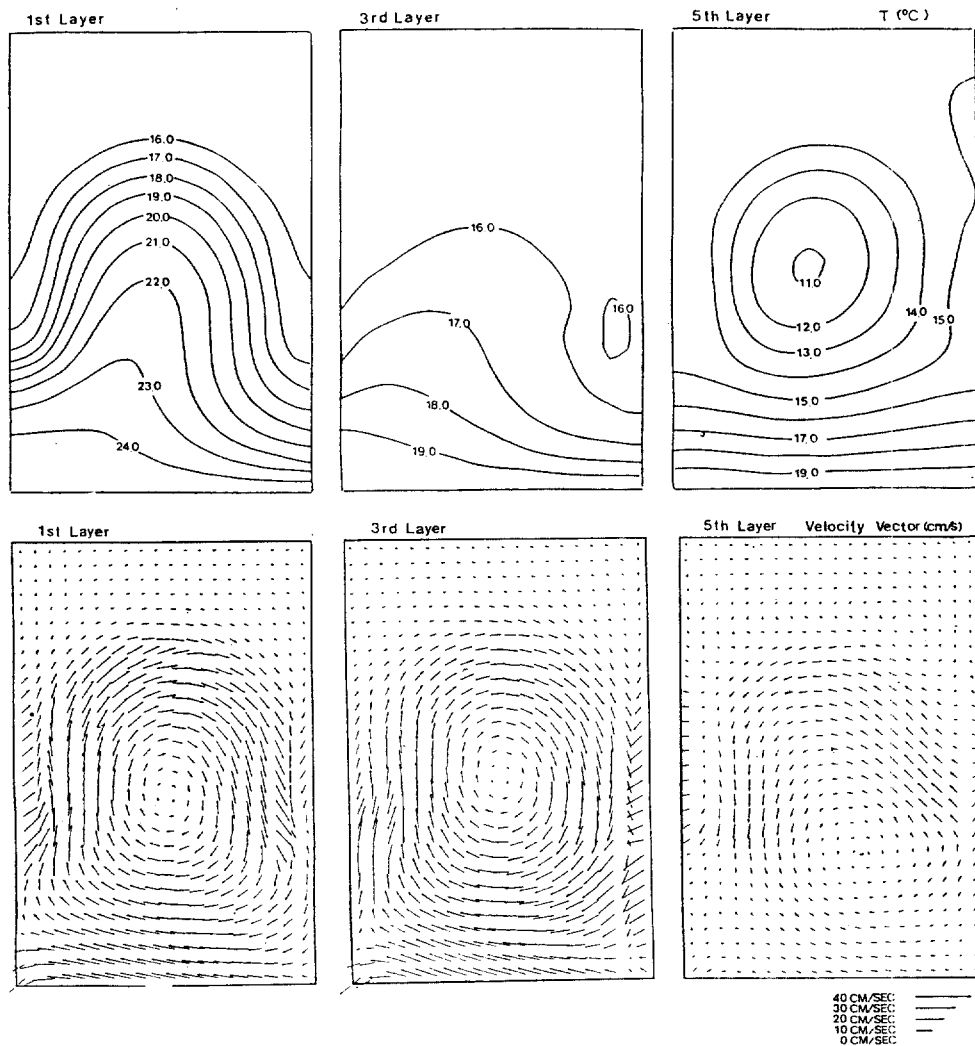 1st Layer
3rd Layer
5th Layer T (°C)
16.0
17.0
18.0
19.0
20.0
21.0
22.0
23.0
24.0
16.0
17.0
16.0
18.0
19.0
11.0
12.0
13.0
14.0
15.0
15.0
17.0
19.0
1st Layer
3rd Layer
5th Layer Velocity Vector (cm/s)
40 CM/SEC
30 CM/SEC
20 CM/SEC
10 CM/SEC
0 CM/SEC